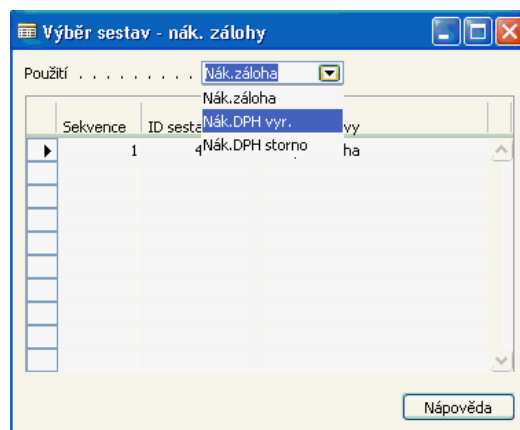 Výběr sestav - nák. zálohy
Použití . . . . . . . . . Nák.záloha
Nák.záloha
Nák.DPH vyr.
Nák.DPH storno
Sekvence ID sesta vy
1 4 ha
Nápověda